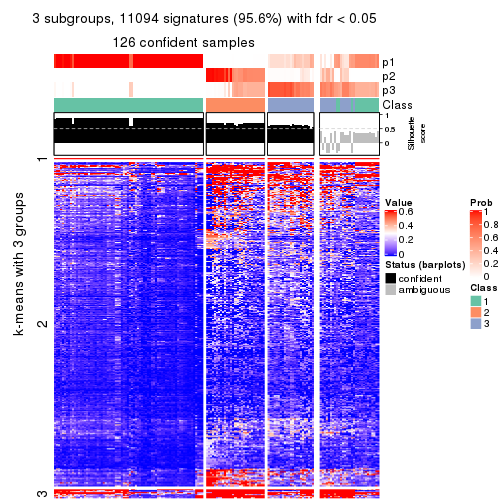 3 subgroups, 11094 signatures (95.6%) with fdr < 0.05
126 confident samples
p1
p2
p3
Class
1
0.5
0
Silhouette
score
k-means with 3 groups
1
2
3
Value
0.6
0.4
0.2
0
Status (barplots)
confident
ambiguous
Prob
1
0.8
0.6
0.4
0.2
0
Class
1
2
3